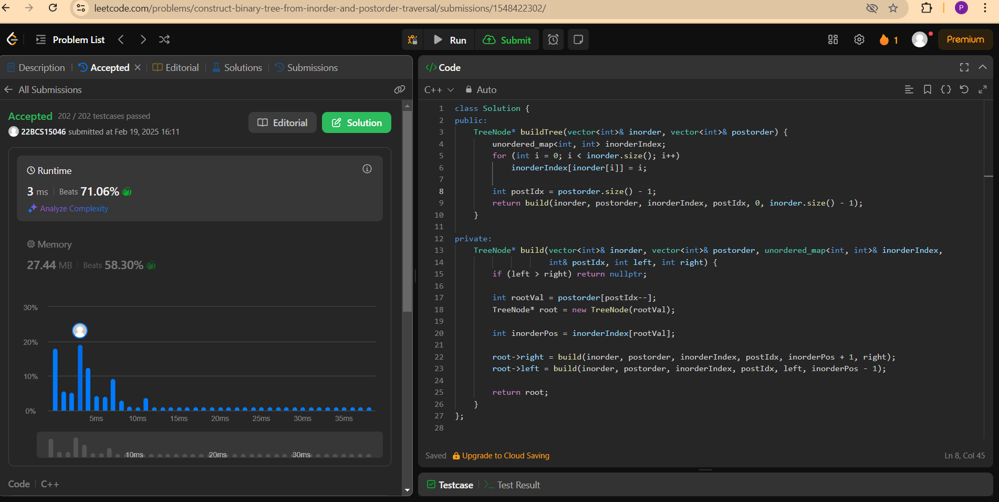 leetcode.com/problems/construct-binary-tree-from-inorder-and-postorder-traversal/submissions/1548422302/
P
Problem List
Run
Submit
1
Premium
Description
Accepted
Editorial
Solutions
Submissions
All Submissions
Accepted 202 / 202 testcases passed
22BCS15046 submitted at Feb 19, 2025 16:11
Editorial
Solution
Runtime
3 ms Beats 71.06%
Analyze Complexity
Memory
27.44 MB Beats 58.30%
30%
20%
10%
0%
5ms 10ms 15ms 20ms 25ms 30ms 35ms
10ms 20ms 30ms
Code C++
</> Code
C++ Auto
1 class Solution {
2 public:
3 TreeNode* buildTree(vector<int>& inorder, vector<int>& postorder) {
4 unordered_map<int, int> inorderIndex;
5 for (int i = 0; i < inorder.size(); i++)
6 inorderIndex[inorder[i]] = i;
7
8 int postIdx = postorder.size() - 1;
9 return build(inorder, postorder, inorderIndex, postIdx, 0, inorder.size() - 1);
10 }
11
12 private:
13 TreeNode* build(vector<int>& inorder, vector<int>& postorder, unordered_map<int, int>& inorderIndex,
14 int& postIdx, int left, int right) {
15 if (left > right) return nullptr;
16
17 int rootVal = postorder[postIdx--];
18 TreeNode* root = new TreeNode(rootVal);
19
20 int inorderPos = inorderIndex[rootVal];
21
22 root->right = build(inorder, postorder, inorderIndex, postIdx, inorderPos + 1, right);
23 root->left = build(inorder, postorder, inorderIndex, postIdx, left, inorderPos - 1);
24
25 return root;
26 }
27 };
28
Saved Upgrade to Cloud Saving
Ln 8, Col 45
Testcase
>_ Test Result